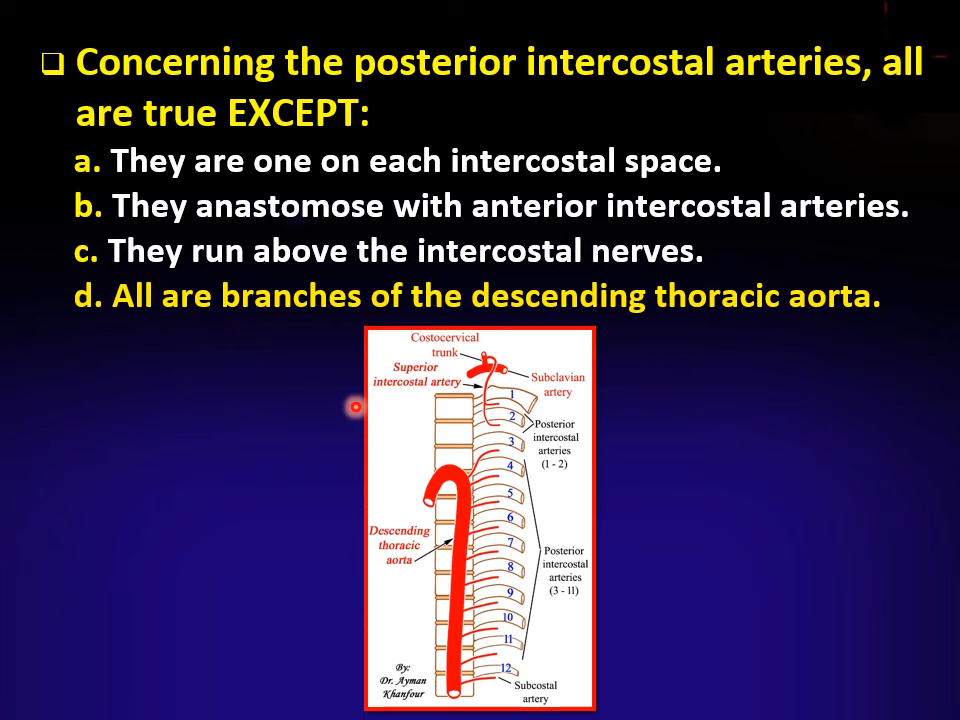 ❑ Concerning the posterior intercostal arteries, all
are true EXCEPT:
a. They are one on each intercostal space.
b. They anastomose with anterior intercostal arteries.
c. They run above the intercostal nerves.
d. All are branches of the descending thoracic aorta.
Costocervical
trunk
Superior
intercostal artery
Subclavian
artery
1
2
3
4
5
6
7
8
9
10
11
12
Posterior
intercostal
arteries
(1 - 2)
Descending
thoracic
aorta
Posterior
intercostal
arteries
(3 - 11)
By:
Dr. Ayman
Khanfour
Subcostal
artery